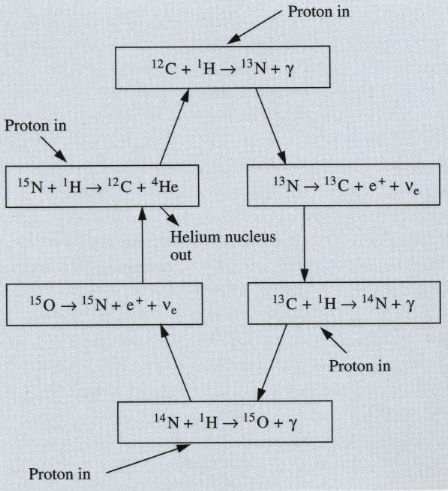 Proton in
¹²C + ¹H → ¹³N + γ
Proton in
¹⁵N + ¹H → ¹²C + ⁴He
¹³N → ¹³C + e⁺ + νₑ
Helium nucleus
out
¹⁵O → ¹⁵N + e⁺ + νₑ
¹³C + ¹H → ¹⁴N + γ
Proton in
¹⁴N + ¹H → ¹⁵O + γ
Proton in